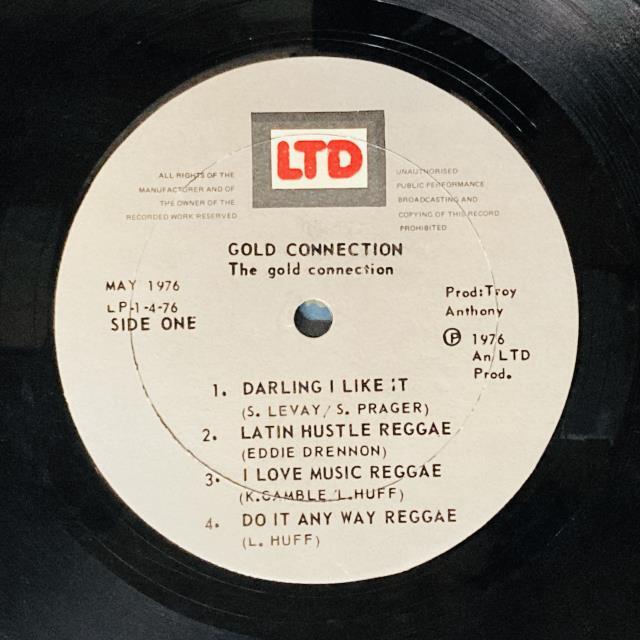 LTD
ALL RIGHTS OF THE
MANUFACTURER AND OF
THE OWNER OF THE
RECORDED WORK RESERVED
UNAUTHORISED
PUBLIC PERFORMANCE
BROADCASTING AND
COPYING OF THIS RECORD
PROHIBITED
GOLD CONNECTION
The gold connection
MAY 1976
LP-1-4-76
SIDE ONE
Prod:Troy
Anthony
Ⓟ 1976
An LTD
Prod.
1. DARLING I LIKE IT
(S. LEVAY/S. PRAGER)
2. LATIN HUSTLE REGGAE
(EDDIE DRENNON)
3. I LOVE MUSIC REGGAE
(K.GAMBLE/L.HUFF)
4. DO IT ANY WAY REGGAE
(L. HUFF)